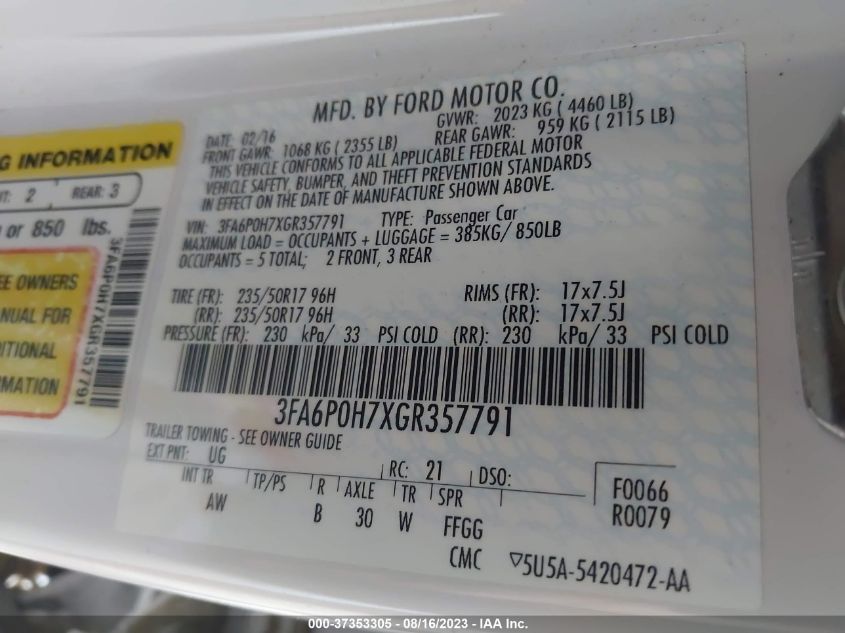 MFD. BY FORD MOTOR CO.
DATE: 02/16 GVWR: 2023 KG ( 4460 LB)
FRONT GAWR: 1068 KG ( 2355 LB) REAR GAWR: 959 KG ( 2115 LB)
THIS VEHICLE CONFORMS TO ALL APPLICABLE FEDERAL MOTOR
VEHICLE SAFETY, BUMPER, AND THEFT PREVENTION STANDARDS
IN EFFECT ON THE DATE OF MANUFACTURE SHOWN ABOVE.
VIN: 3FA6P0H7XGR357791 TYPE: Passenger Car
MAXIMUM LOAD = OCCUPANTS + LUGGAGE = 385KG/ 850LB
OCCUPANTS = 5 TOTAL; 2 FRONT, 3 REAR
TIRE (FR): 235/50R17 96H RIMS (FR): 17x7.5J
(RR): 235/50R17 96H (RR): 17x7.5J
PRESSURE (FR): 230 kPa/ 33 PSI COLD (RR): 230 kPa/ 33 PSI COLD
3FA6P0H7XGR357791
TRAILER TOWING - SEE OWNER GUIDE
EXT PNT: UG RC: 21 DSO:
INT TR TP/PS R AXLE TR SPR F0066
AW B 30 W FFGG R0079
CMC ▽5U5A-5420472-AA
INFORMATION
2 REAR: 3
or 850 lbs.
OWNERS
FOR
3FA6P0H7XGR357791
000-37353305 - 08/16/2023 - IAA Inc.